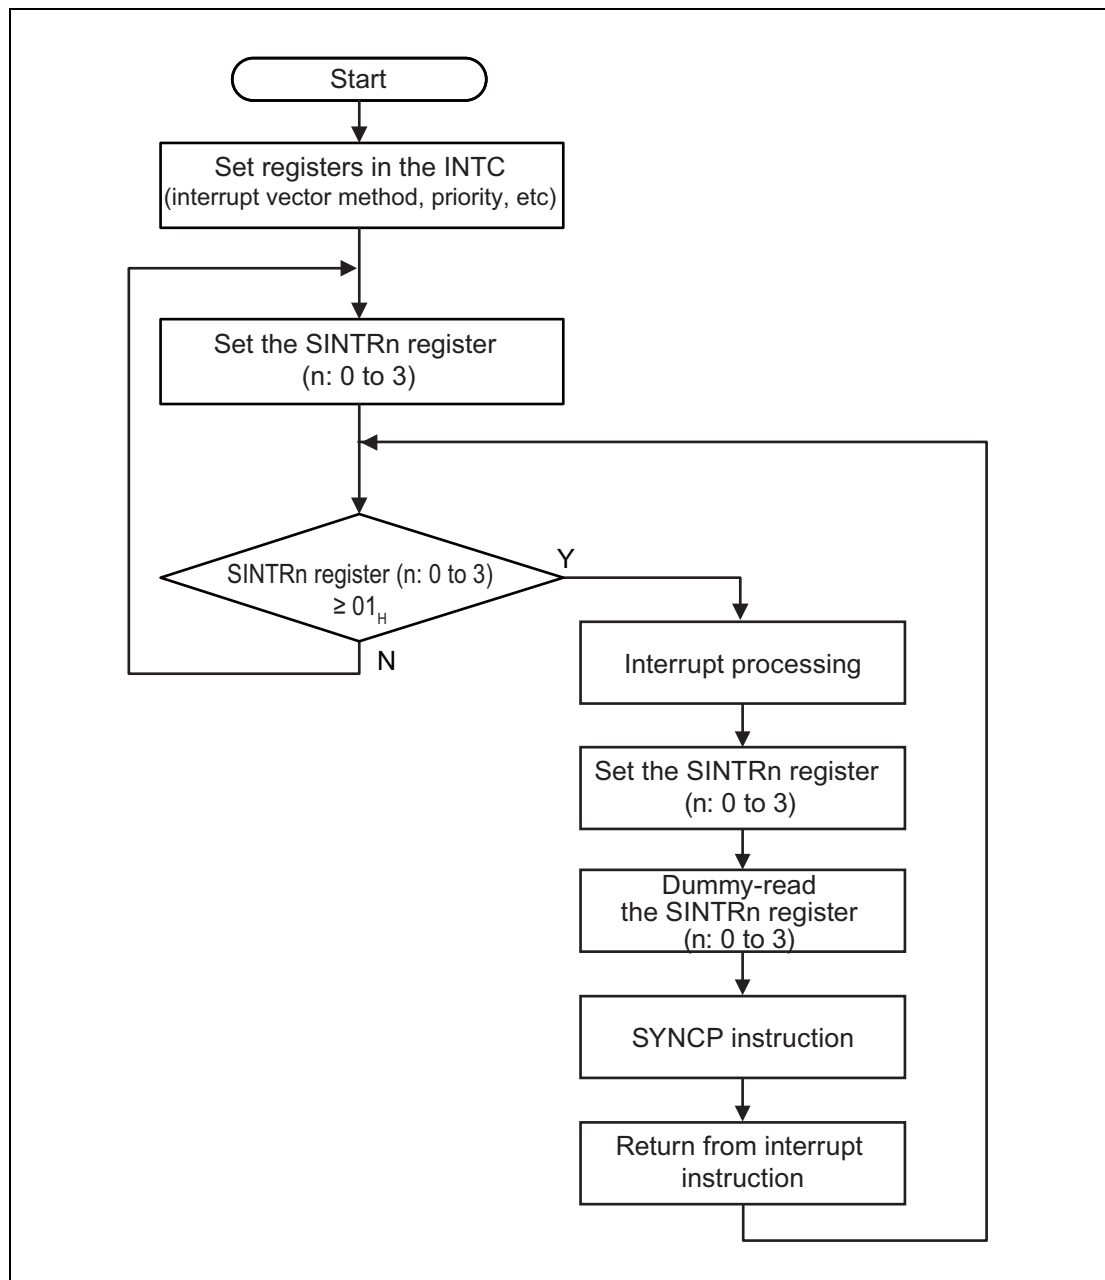 Start
Set registers in the INTC
(interrupt vector method, priority, etc)
Set the SINTRn register
(n: 0 to 3)
SINTRn register (n: 0 to 3)
≥ 01H
Y
N
Interrupt processing
Set the SINTRn register
(n: 0 to 3)
Dummy-read
the SINTRn register
(n: 0 to 3)
SYNCP instruction
Return from interrupt
instruction